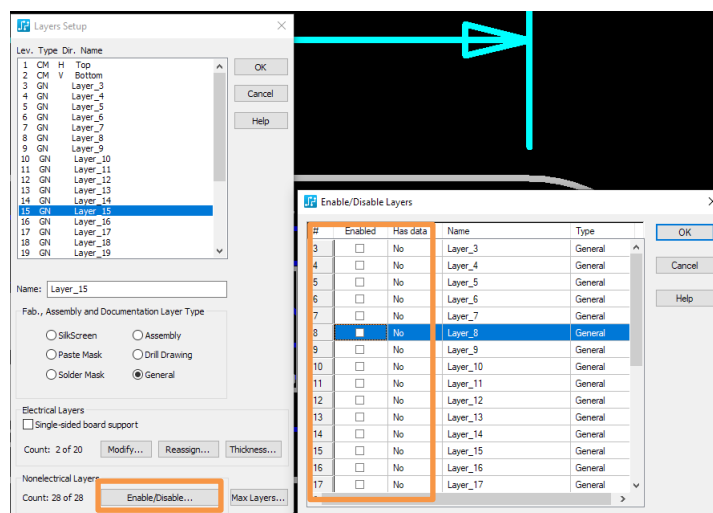 Layers Setup
Lev. Type Dir. Name
1 CM H Top
2 CM V Bottom
3 GN Layer_3
4 GN Layer_4
5 GN Layer_5
6 GN Layer_6
7 GN Layer_7
8 GN Layer_8
9 GN Layer_9
10 GN Layer_10
11 GN Layer_11
12 GN Layer_12
13 GN Layer_13
14 GN Layer_14
15 GN Layer_15
16 GN Layer_16
17 GN Layer_17
18 GN Layer_18
19 GN Layer_19
OK
Cancel
Help
Name: Layer_15
Fab., Assembly and Documentation Layer Type
SilkScreen Assembly
Paste Mask Drill Drawing
Solder Mask General
Electrical Layers
Single-sided board support
Count: 2 of 20 Modify... Reassign... Thickness...
Nonelectrical Layers
Count: 28 of 28 Enable/Disable... Max Layers...
Enable/Disable Layers
# Enabled Has data Name Type
3 No Layer_3 General
4 No Layer_4 General
5 No Layer_5 General
6 No Layer_6 General
7 No Layer_7 General
8 No Layer_8 General
9 No Layer_9 General
10 No Layer_10 General
11 No Layer_11 General
12 No Layer_12 General
13 No Layer_13 General
14 No Layer_14 General
15 No Layer_15 General
16 No Layer_16 General
17 No Layer_17 General
OK
Cancel
Help